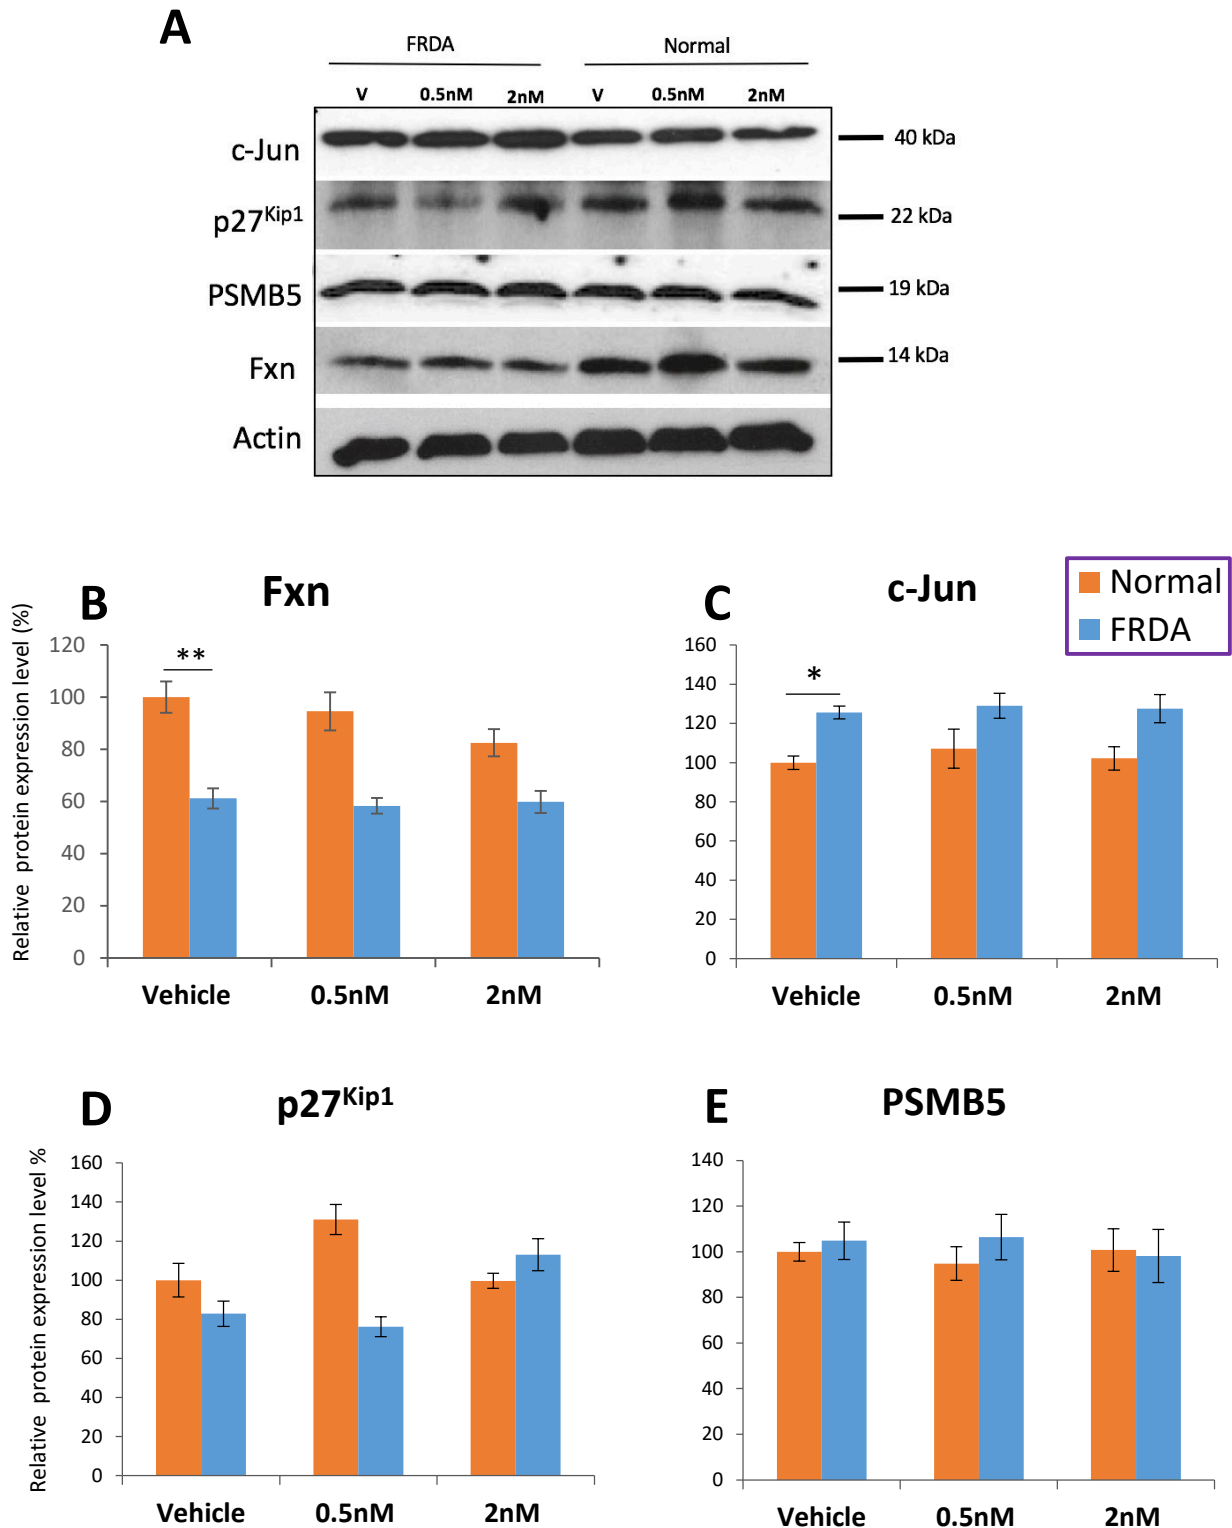 A
FRDA Normal
V 0.5nM 2nM V 0.5nM 2nM
c-Jun 40 kDa
p27Kip1 22 kDa
PSMB5 19 kDa
Fxn 14 kDa
Actin
B Fxn
Relative protein expression level (%)
120
100
80
60
40
20
0
**
Vehicle 0.5nM 2nM
C c-Jun
Normal
FRDA
160
140
120
100
80
60
40
20
0
*
Vehicle 0.5nM 2nM
D p27Kip1
Relative protein expression level %
160
140
120
100
80
60
40
20
0
Vehicle 0.5nM 2nM
E PSMB5
140
120
100
80
60
40
20
0
Vehicle 0.5nM 2nM